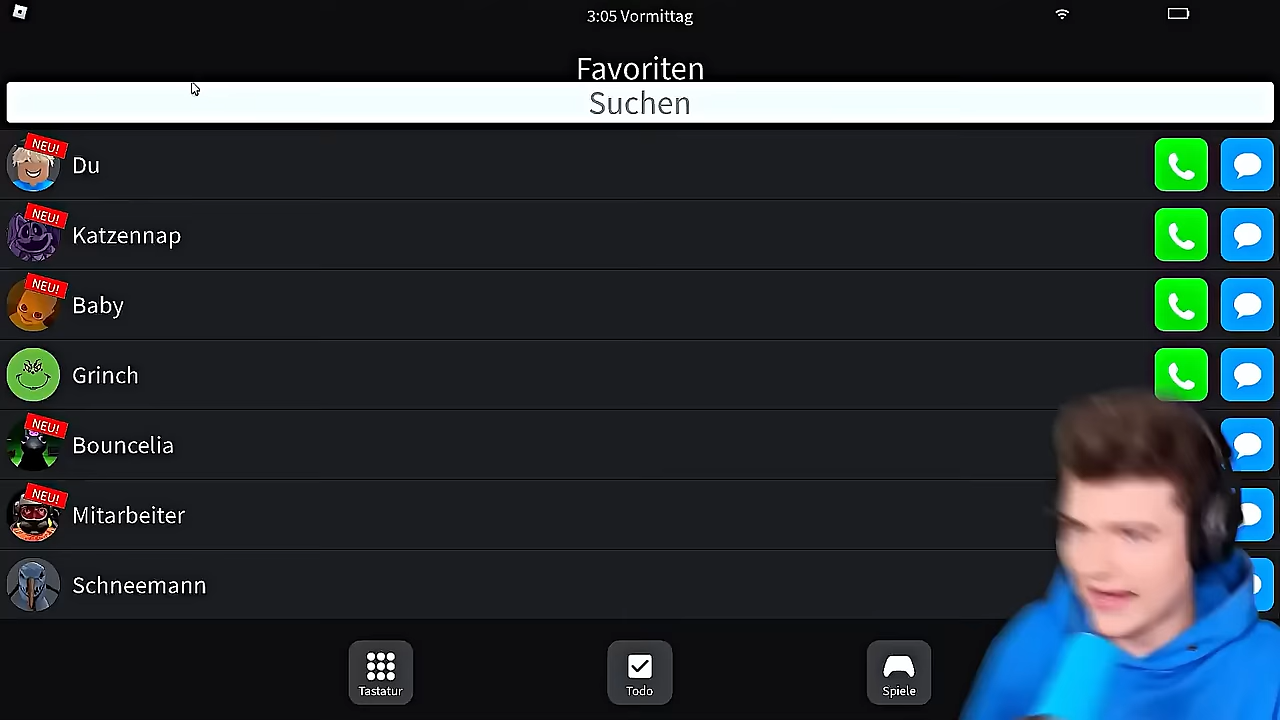 3:05 Vormittag
Favoriten
Suchen
NEU!
Du
NEU!
Katzennap
NEU!
Baby
Grinch
NEU!
Bouncelia
NEU!
Mitarbeiter
Schneemann
Tastatur
Todo
Spiele